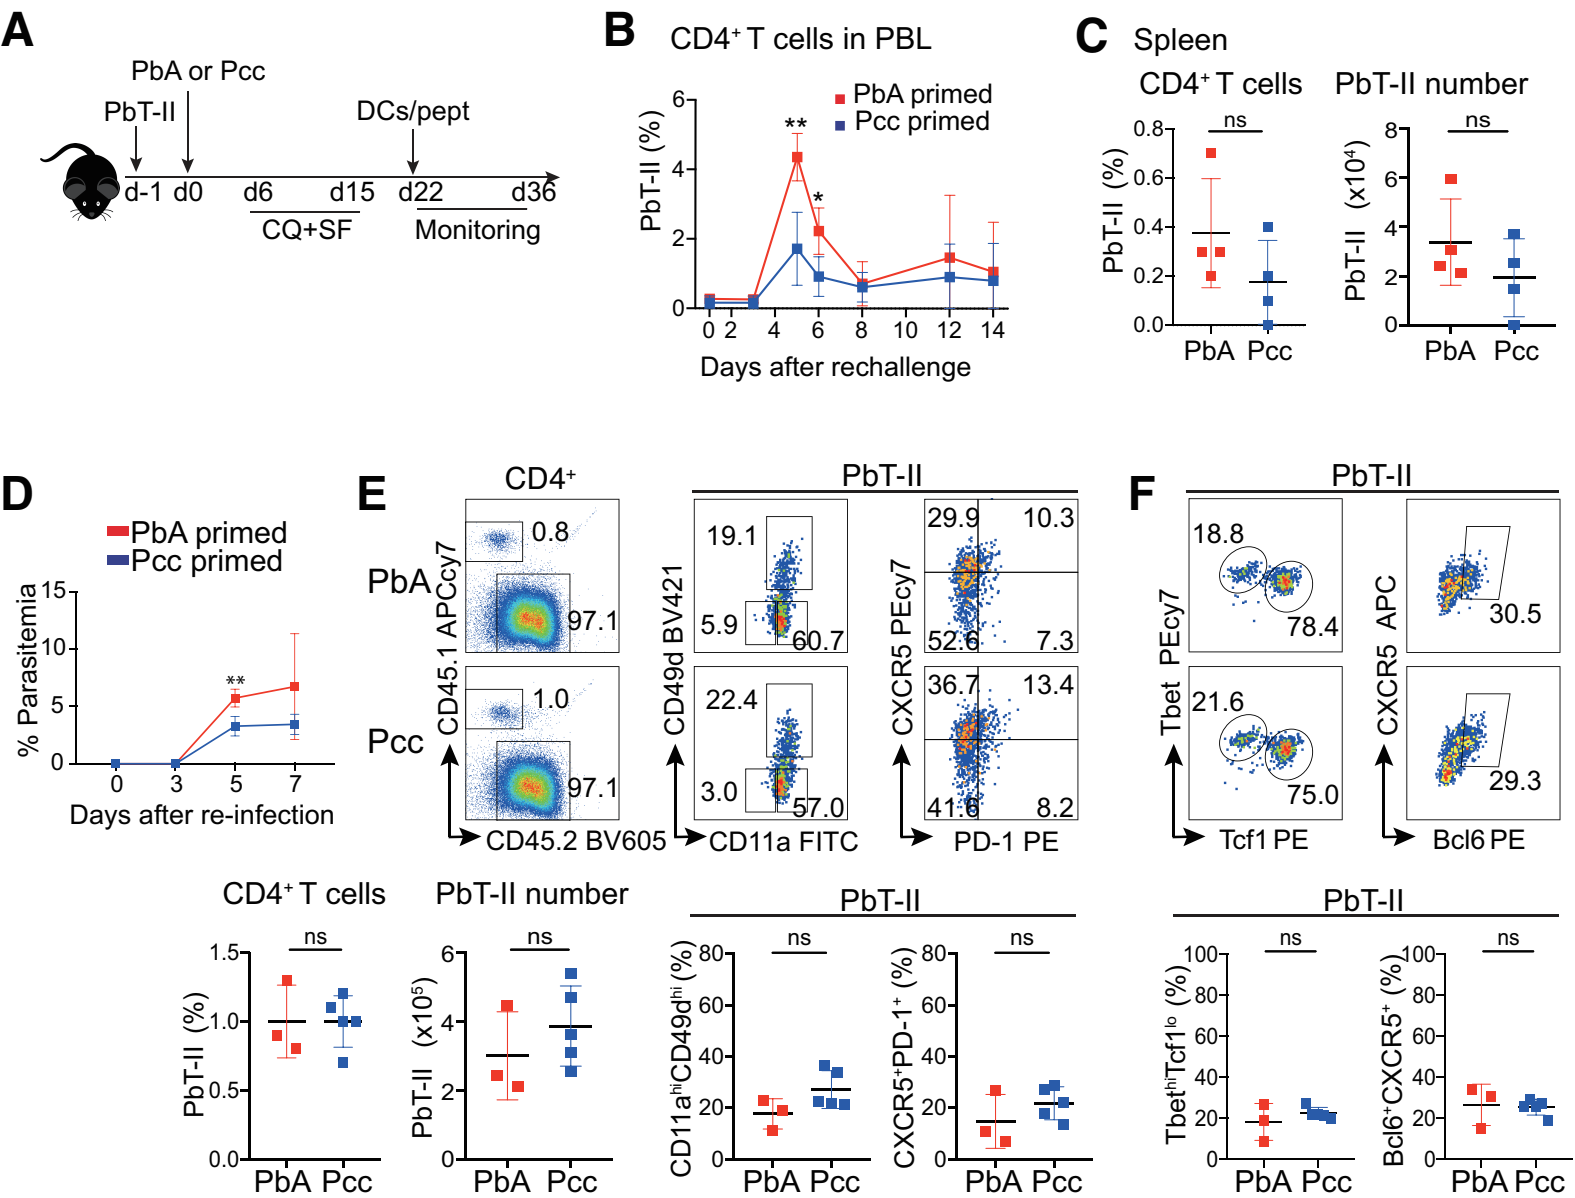 A
PbA or Pcc
PbT-II
DCs/pept
d-1 d0 d6 d15 d22 d36
CQ+SF
Monitoring
B
CD4+ T cells in PBL
PbA primed
Pcc primed
PbT-II (%)
6
4
2
0
**
*
0 2 4 6 8 10 12 14
Days after rechallenge
C Spleen
CD4+ T cells
PbT-II number
ns
ns
PbT-II (%)
0.8
0.6
0.4
0.2
0.0
PbA Pcc
PbT-II (x10⁴)
8
6
4
2
0
PbA Pcc
D
PbA primed
Pcc primed
% Parasitemia
15
10
5
0
**
0 3 5 7
Days after re-infection
E
CD4+
PbT-II
PbA
Pcc
CD45.1 APCcy7
0.8
97.1
1.0
97.1
CD45.2 BV605
CD49d BV421
19.1
5.9
60.7
22.4
3.0
57.0
CD11a FITC
CXCR5 PEcy7
29.9 10.3
52.6 7.3
36.7 13.4
41.6 8.2
PD-1 PE
F
PbT-II
Tbet PEcy7
18.8
78.4
21.6
75.0
Tcf1 PE
CXCR5 APC
30.5
29.3
Bcl6 PE
CD4+ T cells
ns
PbT-II (%)
1.5
1.0
0.5
0.0
PbA Pcc
PbT-II number
ns
PbT-II (x10⁵)
6
4
2
0
PbA Pcc
PbT-II
ns
CD11ahiCD49dhi (%)
80
60
40
20
0
PbA Pcc
ns
CXCR5+PD-1+ (%)
80
60
40
20
0
PbA Pcc
PbT-II
ns
TbethiTcf1lo (%)
100
80
60
40
20
0
PbA Pcc
ns
Bcl6+CXCR5+ (%)
100
80
60
40
20
0
PbA Pcc